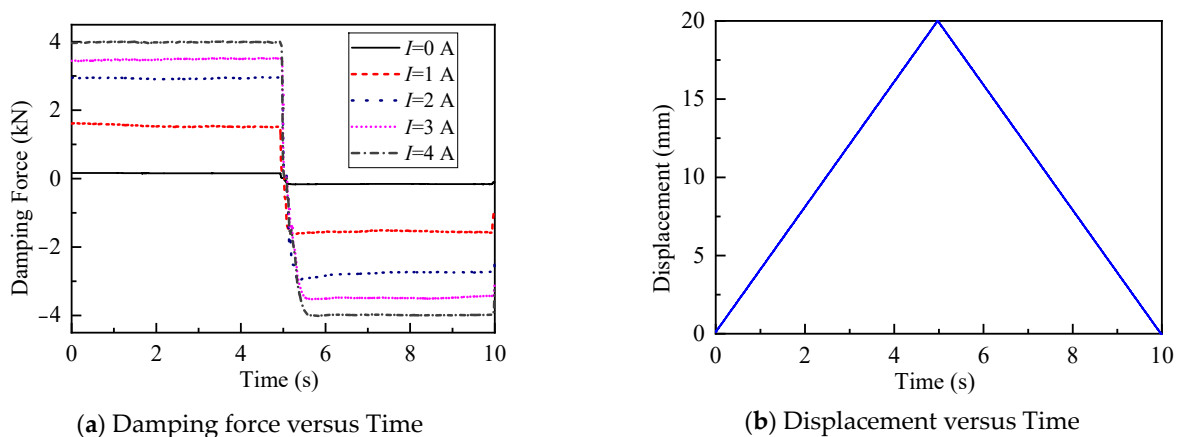 4
2
0
−2
−4
Damping Force (kN)
I=0 A
I=1 A
I=2 A
I=3 A
I=4 A
0 2 4 6 8 10
Time (s)
(a) Damping force versus Time
20
15
10
5
0
Displacement (mm)
0 2 4 6 8 10
Time (s)
(b) Displacement versus Time